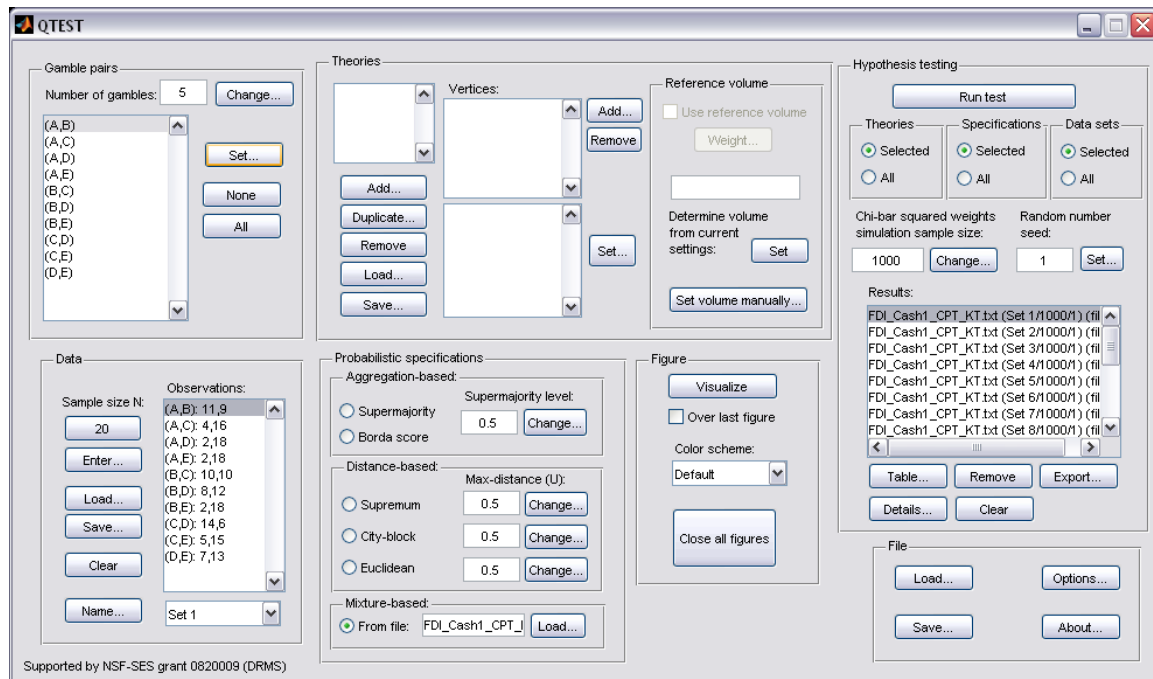 QTEST
Gamble pairs
Number of gambles: 5 Change...
(A,B)
(A,C)
(A,D)
(A,E)
(B,C)
(B,D)
(B,E)
(C,D)
(C,E)
(D,E)
Set...
None
All
Theories
Vertices:
Add...
Remove
Add...
Duplicate...
Remove
Load...
Save...
Set...
Reference volume
Use reference volume
Weight...
Determine volume
from current
settings: Set
Set volume manually...
Hypothesis testing
Run test
Theories
Selected
All
Specifications
Selected
All
Data sets
Selected
All
Chi-bar squared weights
simulation sample size:
1000 Change...
Random number
seed:
1 Set...
Results:
FDI_Cash1_CPT_KT.txt (Set 1/1000/1) (fil
FDI_Cash1_CPT_KT.txt (Set 2/1000/1) (fil
FDI_Cash1_CPT_KT.txt (Set 3/1000/1) (fil
FDI_Cash1_CPT_KT.txt (Set 4/1000/1) (fil
FDI_Cash1_CPT_KT.txt (Set 5/1000/1) (fil
FDI_Cash1_CPT_KT.txt (Set 6/1000/1) (fil
FDI_Cash1_CPT_KT.txt (Set 7/1000/1) (fil
FDI_Cash1_CPT_KT.txt (Set 8/1000/1) (fil
Table... Remove Export...
Details... Clear
Data
Sample size N:
20
Enter...
Load...
Save...
Clear
Name...
Observations:
(A,B): 11,9
(A,C): 4,16
(A,D): 2,18
(A,E): 2,18
(B,C): 10,10
(B,D): 8,12
(B,E): 2,18
(C,D): 14,6
(C,E): 5,15
(D,E): 7,13
Set 1
Probabilistic specifications
Aggregation-based:
Supermajority
Borda score
Supermajority level:
0.5 Change...
Distance-based:
Max-distance (U):
Supremum 0.5 Change...
City-block 0.5 Change...
Euclidean 0.5 Change...
Mixture-based:
From file: FDI_Cash1_CPT_I Load...
Figure
Visualize
Over last figure
Color scheme:
Default
Close all figures
File
Load... Options...
Save... About...
Supported by NSF-SES grant 0820009 (DRMS)